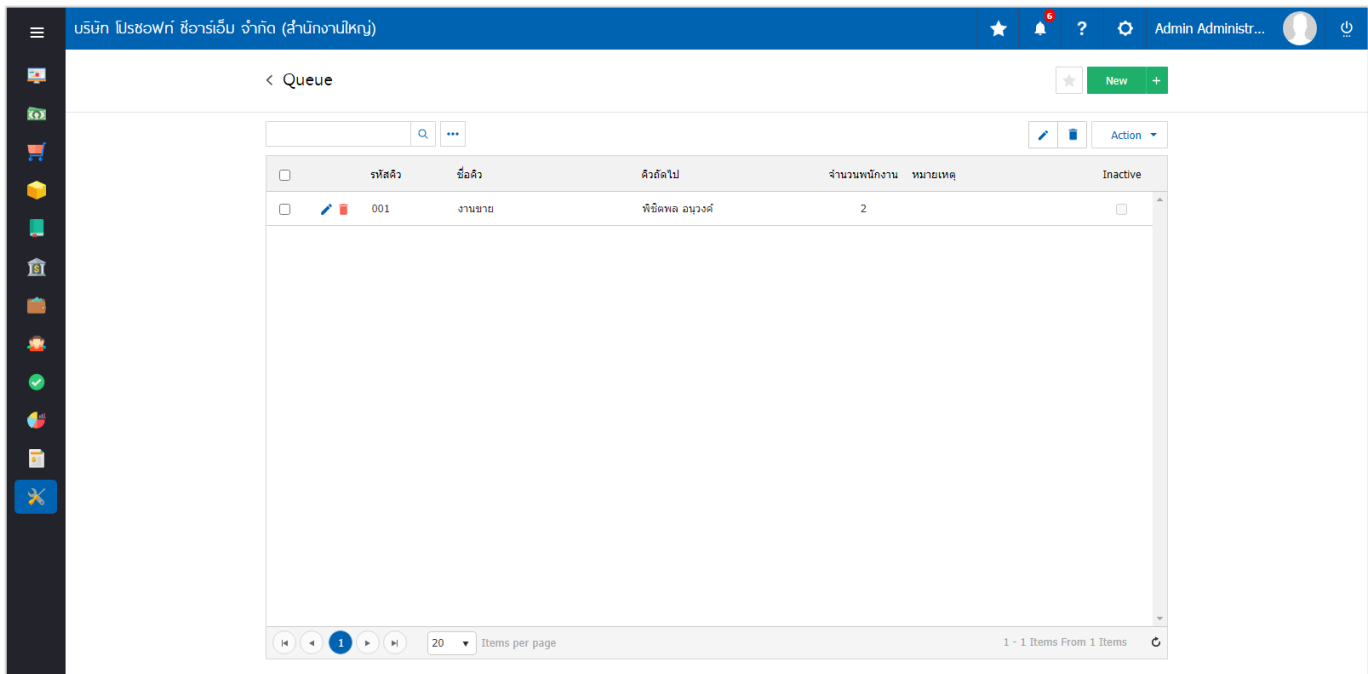 บริษัท โปรซอฟท์ ซีอาร์เอ็ม จำกัด (สำนักงานใหญ่)
6
?
Admin Administr...
< Queue
New +
Action
รหัสคิว ชื่อคิว คิวถัดไป จำนวนพนักงาน หมายเหตุ Inactive
001 งานขาย พิชิตพล อนุวงค์ 2
1 20 Items per page 1 - 1 Items From 1 Items